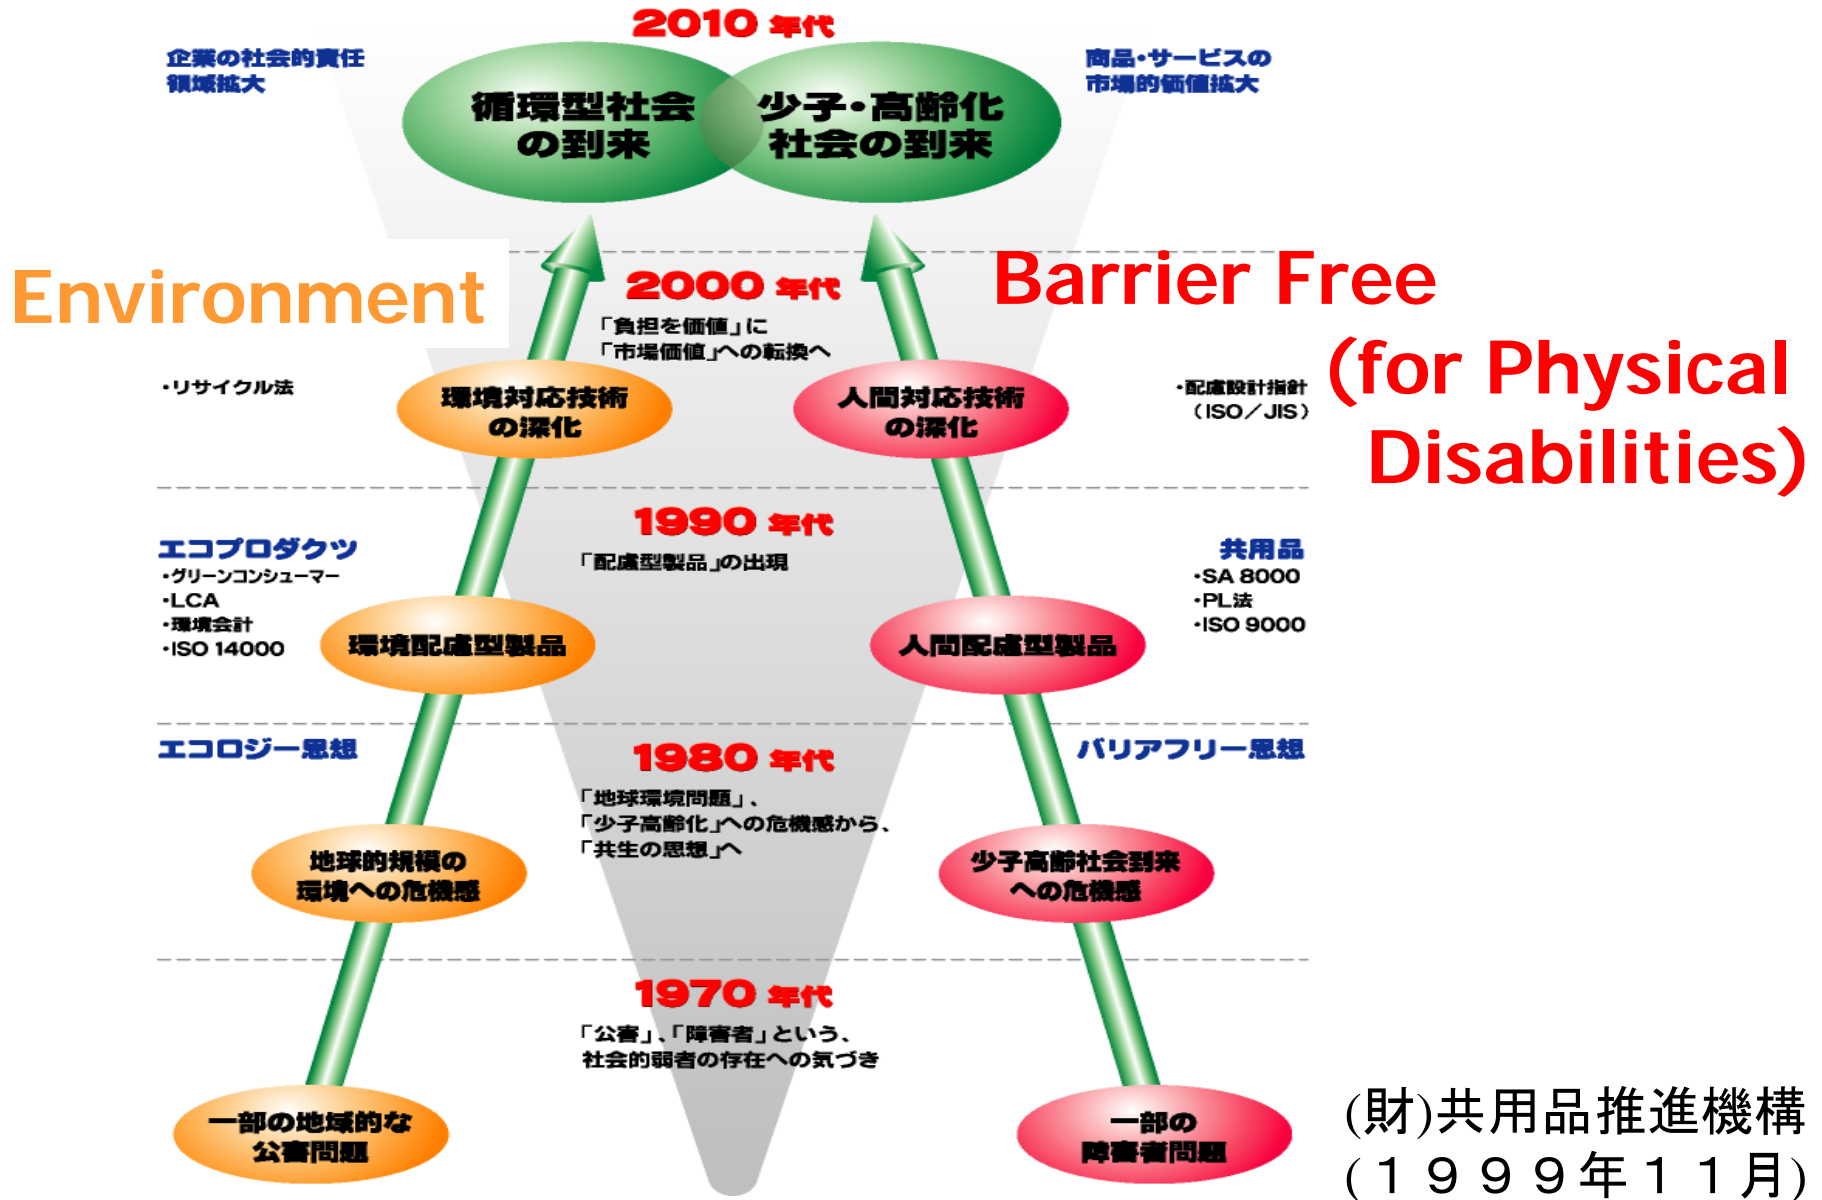 2010 年代
企業の社会的責任
領域拡大
商品・サービスの
市場的価値拡大
循環型社会
の到来
少子・高齢化
社会の到来
Environment
Barrier Free
(for Physical
Disabilities)
2000 年代
「負担を価値」に
「市場価値」への転換へ
・リサイクル法
環境対応技術
の深化
人間対応技術
の深化
・配慮設計指針
（ISO／JIS）
1990 年代
「配慮型製品」の出現
エコプロダクツ
・グリーンコンシューマー
・LCA
・環境会計
・ISO 14000
環境配慮型製品
人間配慮型製品
共用品
・SA 8000
・PL法
・ISO 9000
エコロジー思想
1980 年代
バリアフリー思想
「地球環境問題」、
「少子高齢化」への危機感から、
「共生の思想」へ
地球的規模の
環境への危機感
少子高齢社会到来
への危機感
1970 年代
「公害」、「障害者」という、
社会的弱者の存在への気づき
一部の地域的な
公害問題
一部の
障害者問題
(財)共用品推進機構
(１９９９年１１月)